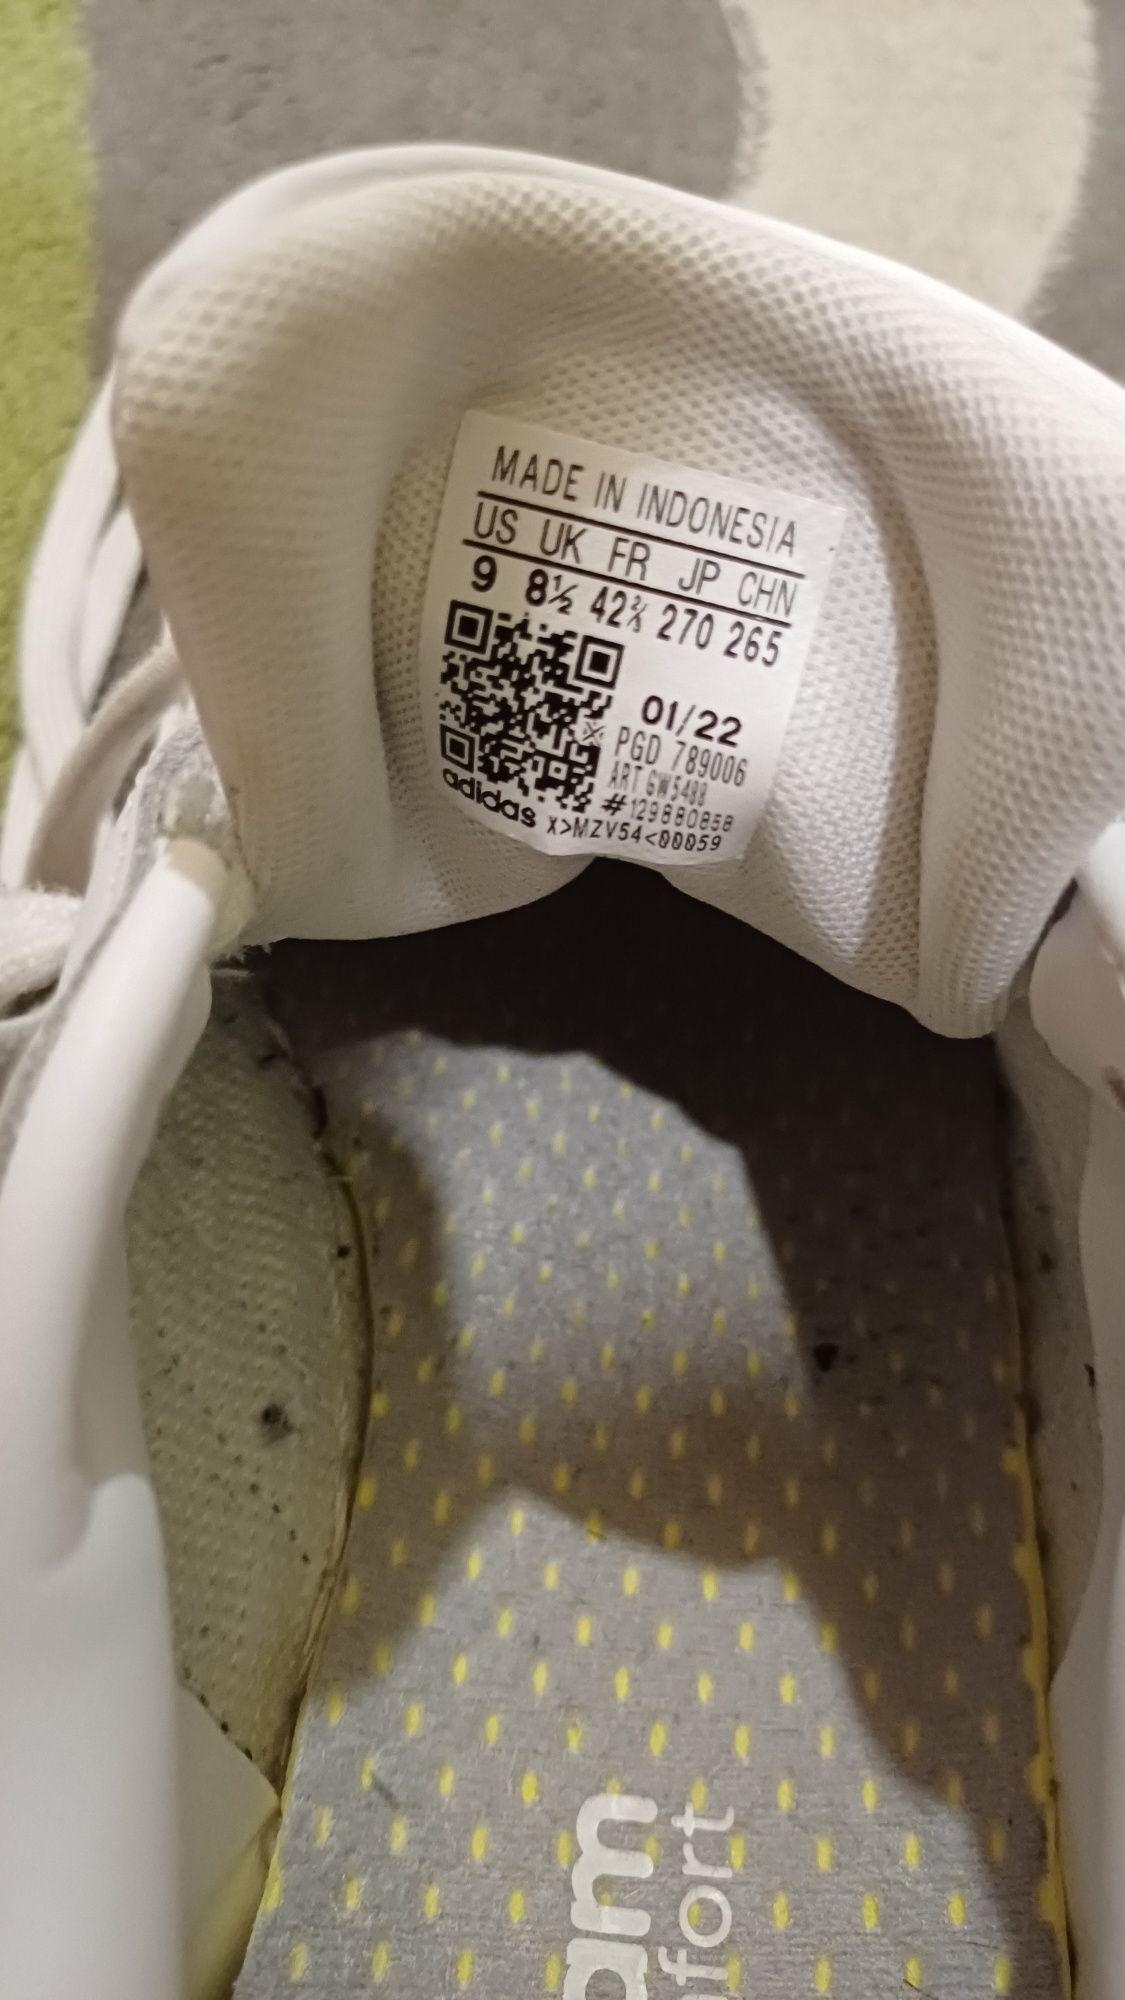 MADE IN INDONESIA
US UK FR JP CHN
9 8½ 42⅔ 270 265
01/22
PGD 789006
ART GW5488
#129880858
adidas X>MZV54<00059
am
fort